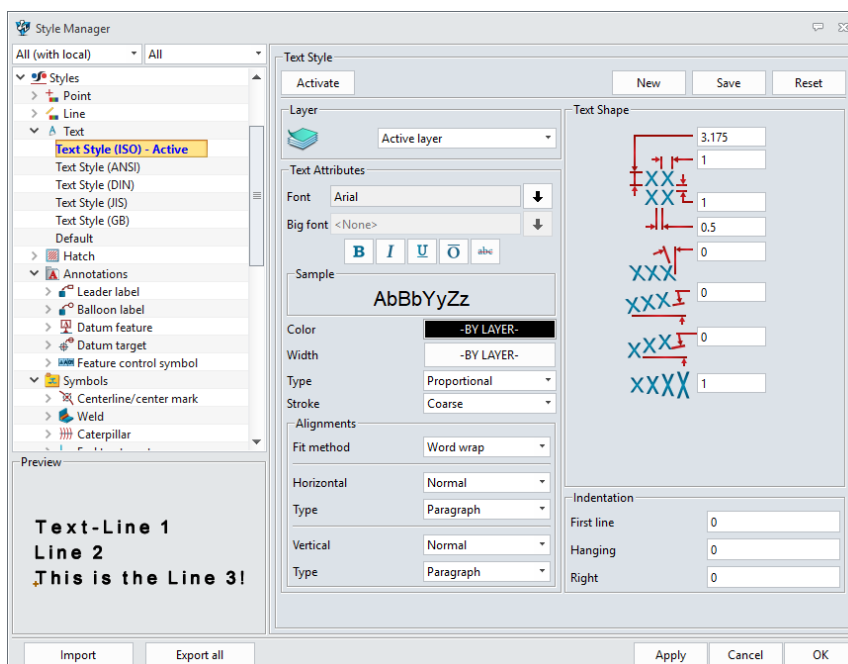 Style Manager
All (with local)
All
Styles
Point
Line
A Text
Text Style (ISO) - Active
Text Style (ANSI)
Text Style (DIN)
Text Style (JIS)
Text Style (GB)
Default
Hatch
Annotations
Leader label
Balloon label
Datum feature
Datum target
Feature control symbol
Symbols
Centerline/center mark
Weld
Caterpillar
Preview
Text-Line 1
Line 2
This is the Line 3!
Text Style
Activate
New
Save
Reset
Layer
Active layer
Text Attributes
Font
Arial
Big font
<None>
B I U O abc
Sample
AbBbYyZz
Color
-BY LAYER-
Width
-BY LAYER-
Type
Proportional
Stroke
Coarse
Alignments
Fit method
Word wrap
Horizontal
Normal
Type
Paragraph
Vertical
Normal
Type
Paragraph
Text Shape
3.175
1
XX
XX
1
0.5
0
XXX
0
XXX
0
XXX
XXXX
1
Indentation
First line
0
Hanging
0
Right
0
Import
Export all
Apply
Cancel
OK